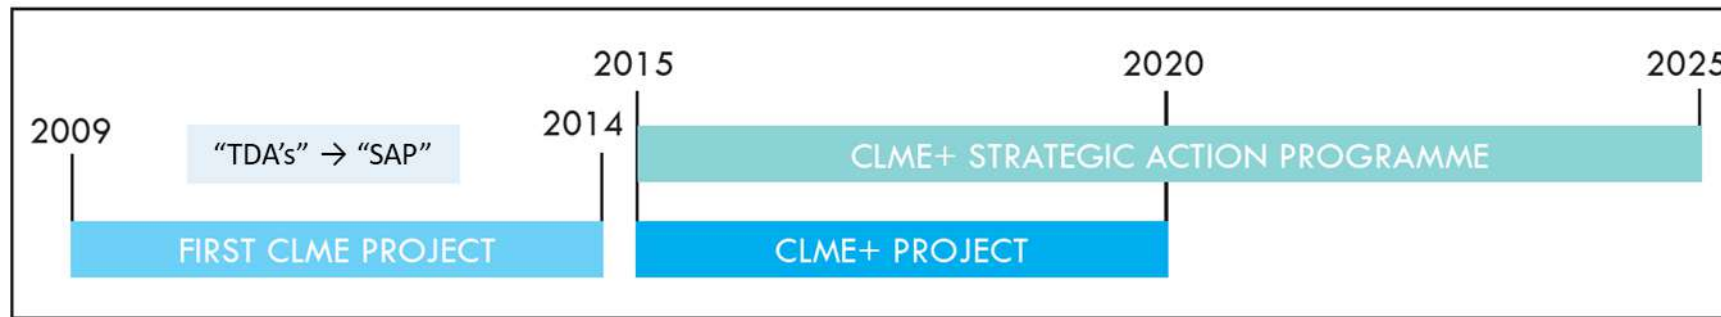 2015
2020
2025
2009
"TDA's" → "SAP"
2014
CLME+ STRATEGIC ACTION PROGRAMME
FIRST CLME PROJECT
CLME+ PROJECT